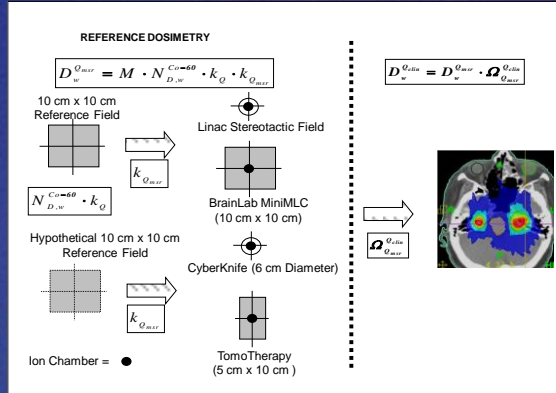 REFERENCE DOSIMETRY
D_w^{Q_msr} = M · N_{D,w}^{Co-60} · k_Q · k_{Q_msr}
10 cm x 10 cm
Reference Field
k_{Q_msr}
N_{D,w}^{Co-60} · k_Q
Hypothetical 10 cm x 10 cm
Reference Field
k_{Q_msr}
Ion Chamber =
Linac Stereotactic Field
BrainLab MiniMLC
(10 cm x 10 cm)
CyberKnife (6 cm Diameter)
TomoTherapy
(5 cm x 10 cm )
D_w^{Q_clin} = D_w^{Q_msr} · Ω_{Q_msr}^{Q_clin}
Ω_{Q_msr}^{Q_clin}